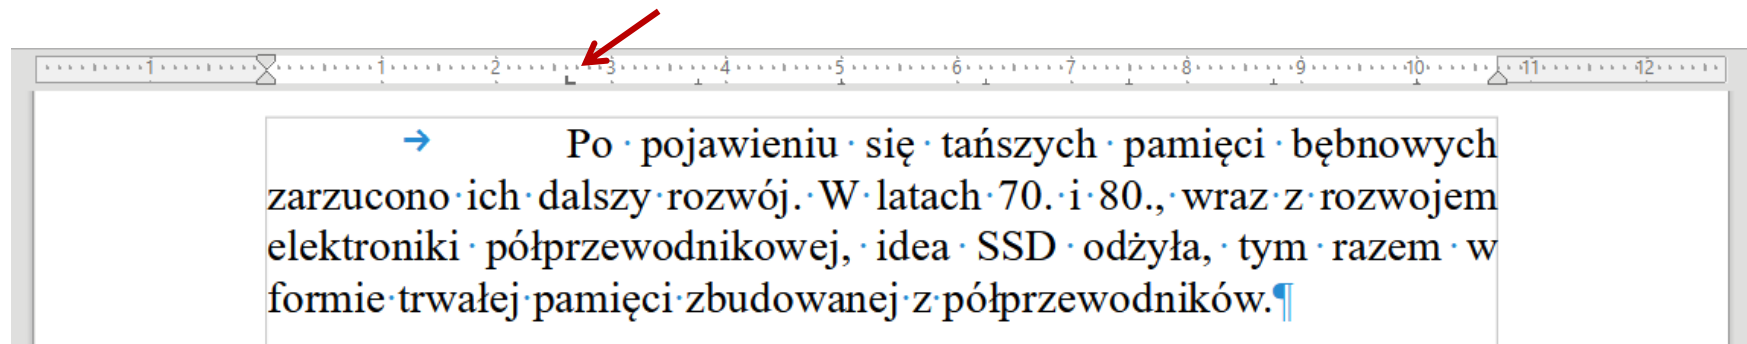 1 1 2 3 4 5 6 7 8 9 10 11 12
→ Po · pojawieniu · się · tańszych · pamięci · bębnowych
zarzucono·ich·dalszy·rozwój.·W·latach·70.·i·80.,·wraz·z·rozwojem
elektroniki · półprzewodnikowej, · idea · SSD · odżyła, · tym · razem · w
formie·trwałej·pamięci·zbudowanej·z·półprzewodników.¶